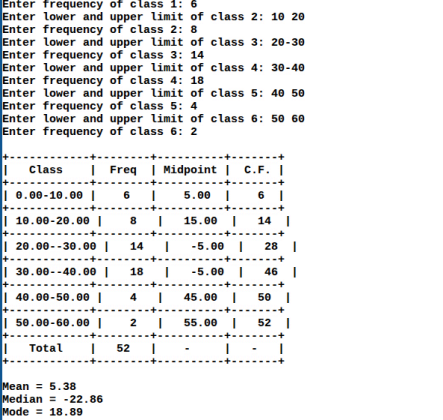 Enter frequency of class 1: 6
Enter lower and upper limit of class 2: 10 20
Enter frequency of class 2: 8
Enter lower and upper limit of class 3: 20-30
Enter frequency of class 3: 14
Enter lower and upper limit of class 4: 30-40
Enter frequency of class 4: 18
Enter lower and upper limit of class 5: 40 50
Enter frequency of class 5: 4
Enter lower and upper limit of class 6: 50 60
Enter frequency of class 6: 2
+------------+--------+----------+-------+
|   Class    |  Freq  | Midpoint |  C.F. |
+------------+--------+----------+-------+
| 0.00-10.00 |    6   |    5.00  |    6  |
+------------+--------+----------+-------+
| 10.00-20.00 |    8   |    15.00  |   14  |
+------------+--------+----------+-------+
| 20.00--30.00 |   14   |   -5.00  |   28  |
+------------+--------+----------+-------+
| 30.00--40.00 |   18   |   -5.00  |   46  |
+------------+--------+----------+-------+
| 40.00-50.00 |    4   |   45.00  |   50  |
+------------+--------+----------+-------+
| 50.00-60.00 |    2   |   55.00  |   52  |
+------------+--------+----------+-------+
|   Total    |   52   |    -     |   -   |
+------------+--------+----------+-------+
Mean = 5.38
Median = -22.86
Mode = 18.89